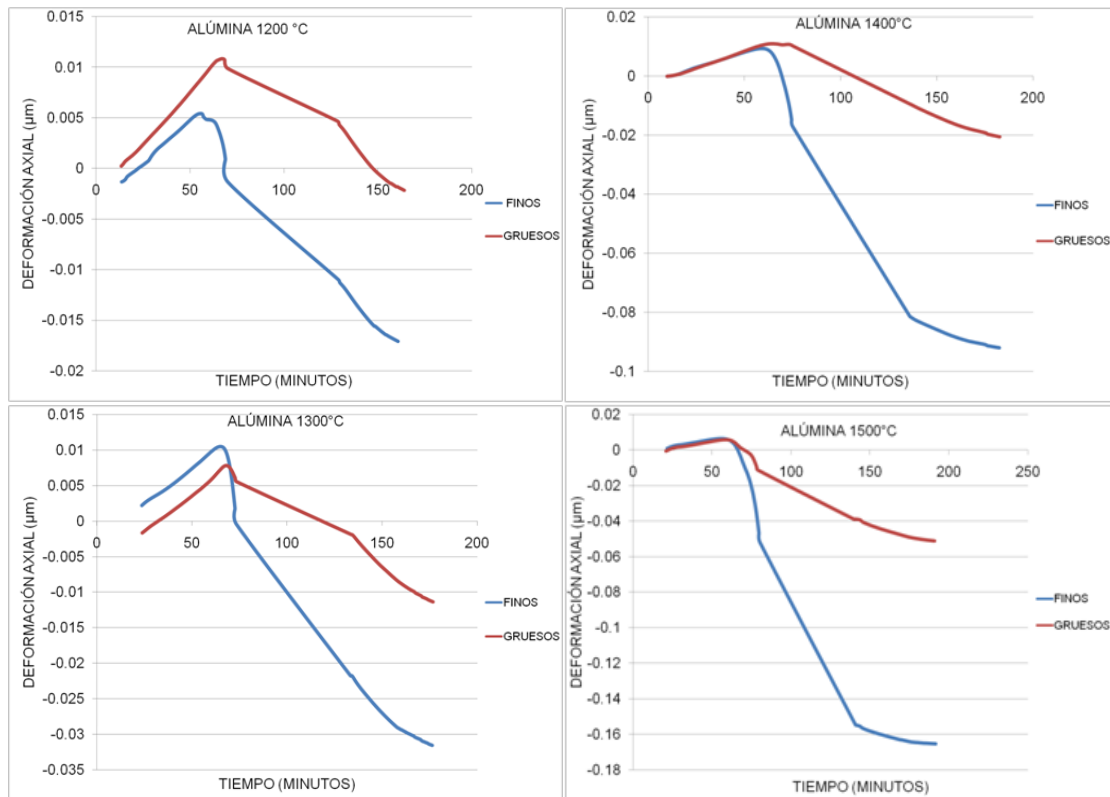 ALÚMINA 1200 °C
0.015
0.01
0.005
0
-0.005
-0.01
-0.015
-0.02
0 50 100 150 200
DEFORMACIÓN AXIAL (µm)
TIEMPO (MINUTOS)
FINOS
GRUESOS
ALÚMINA 1400°C
0.02
0
-0.02
-0.04
-0.06
-0.08
-0.1
0 50 100 150 200
DEFORMACIÓN AXIAL (µm)
TIEMPO (MINUTOS)
FINOS
GRUESOS
ALÚMINA 1300°C
0.015
0.01
0.005
0
-0.005
-0.01
-0.015
-0.02
-0.025
-0.03
-0.035
0 50 100 150 200
DEFORMACIÓN AXIAL (µm)
TIEMPO (MINUTOS)
FINOS
GRUESOS
ALÚMINA 1500°C
0.02
0
-0.02
-0.04
-0.06
-0.08
-0.1
-0.12
-0.14
-0.16
-0.18
0 50 100 150 200 250
DEFORMACIÓN AXIAL (µm)
TIEMPO (MINUTOS)
FINOS
GRUESOS